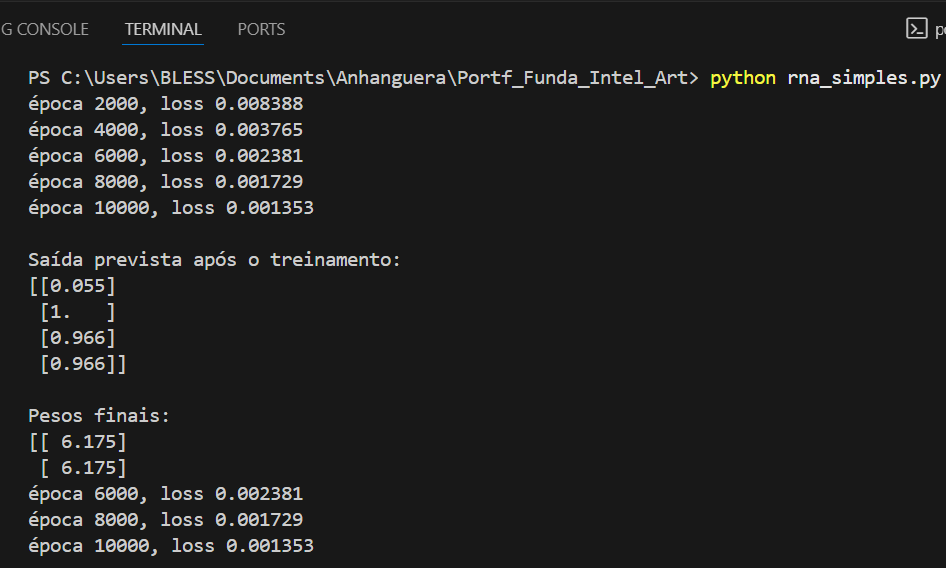 G CONSOLE TERMINAL PORTS
PS C:\Users\BLESS\Documents\Anhanguera\Portf_Funda_Intel_Art> python rna_simples.py
época 2000, loss 0.008388
época 4000, loss 0.003765
época 6000, loss 0.002381
época 8000, loss 0.001729
época 10000, loss 0.001353
Saída prevista após o treinamento:
[[0.055]
 [1.   ]
 [0.966]
 [0.966]]
Pesos finais:
[[ 6.175]
 [ 6.175]
época 6000, loss 0.002381
época 8000, loss 0.001729
época 10000, loss 0.001353